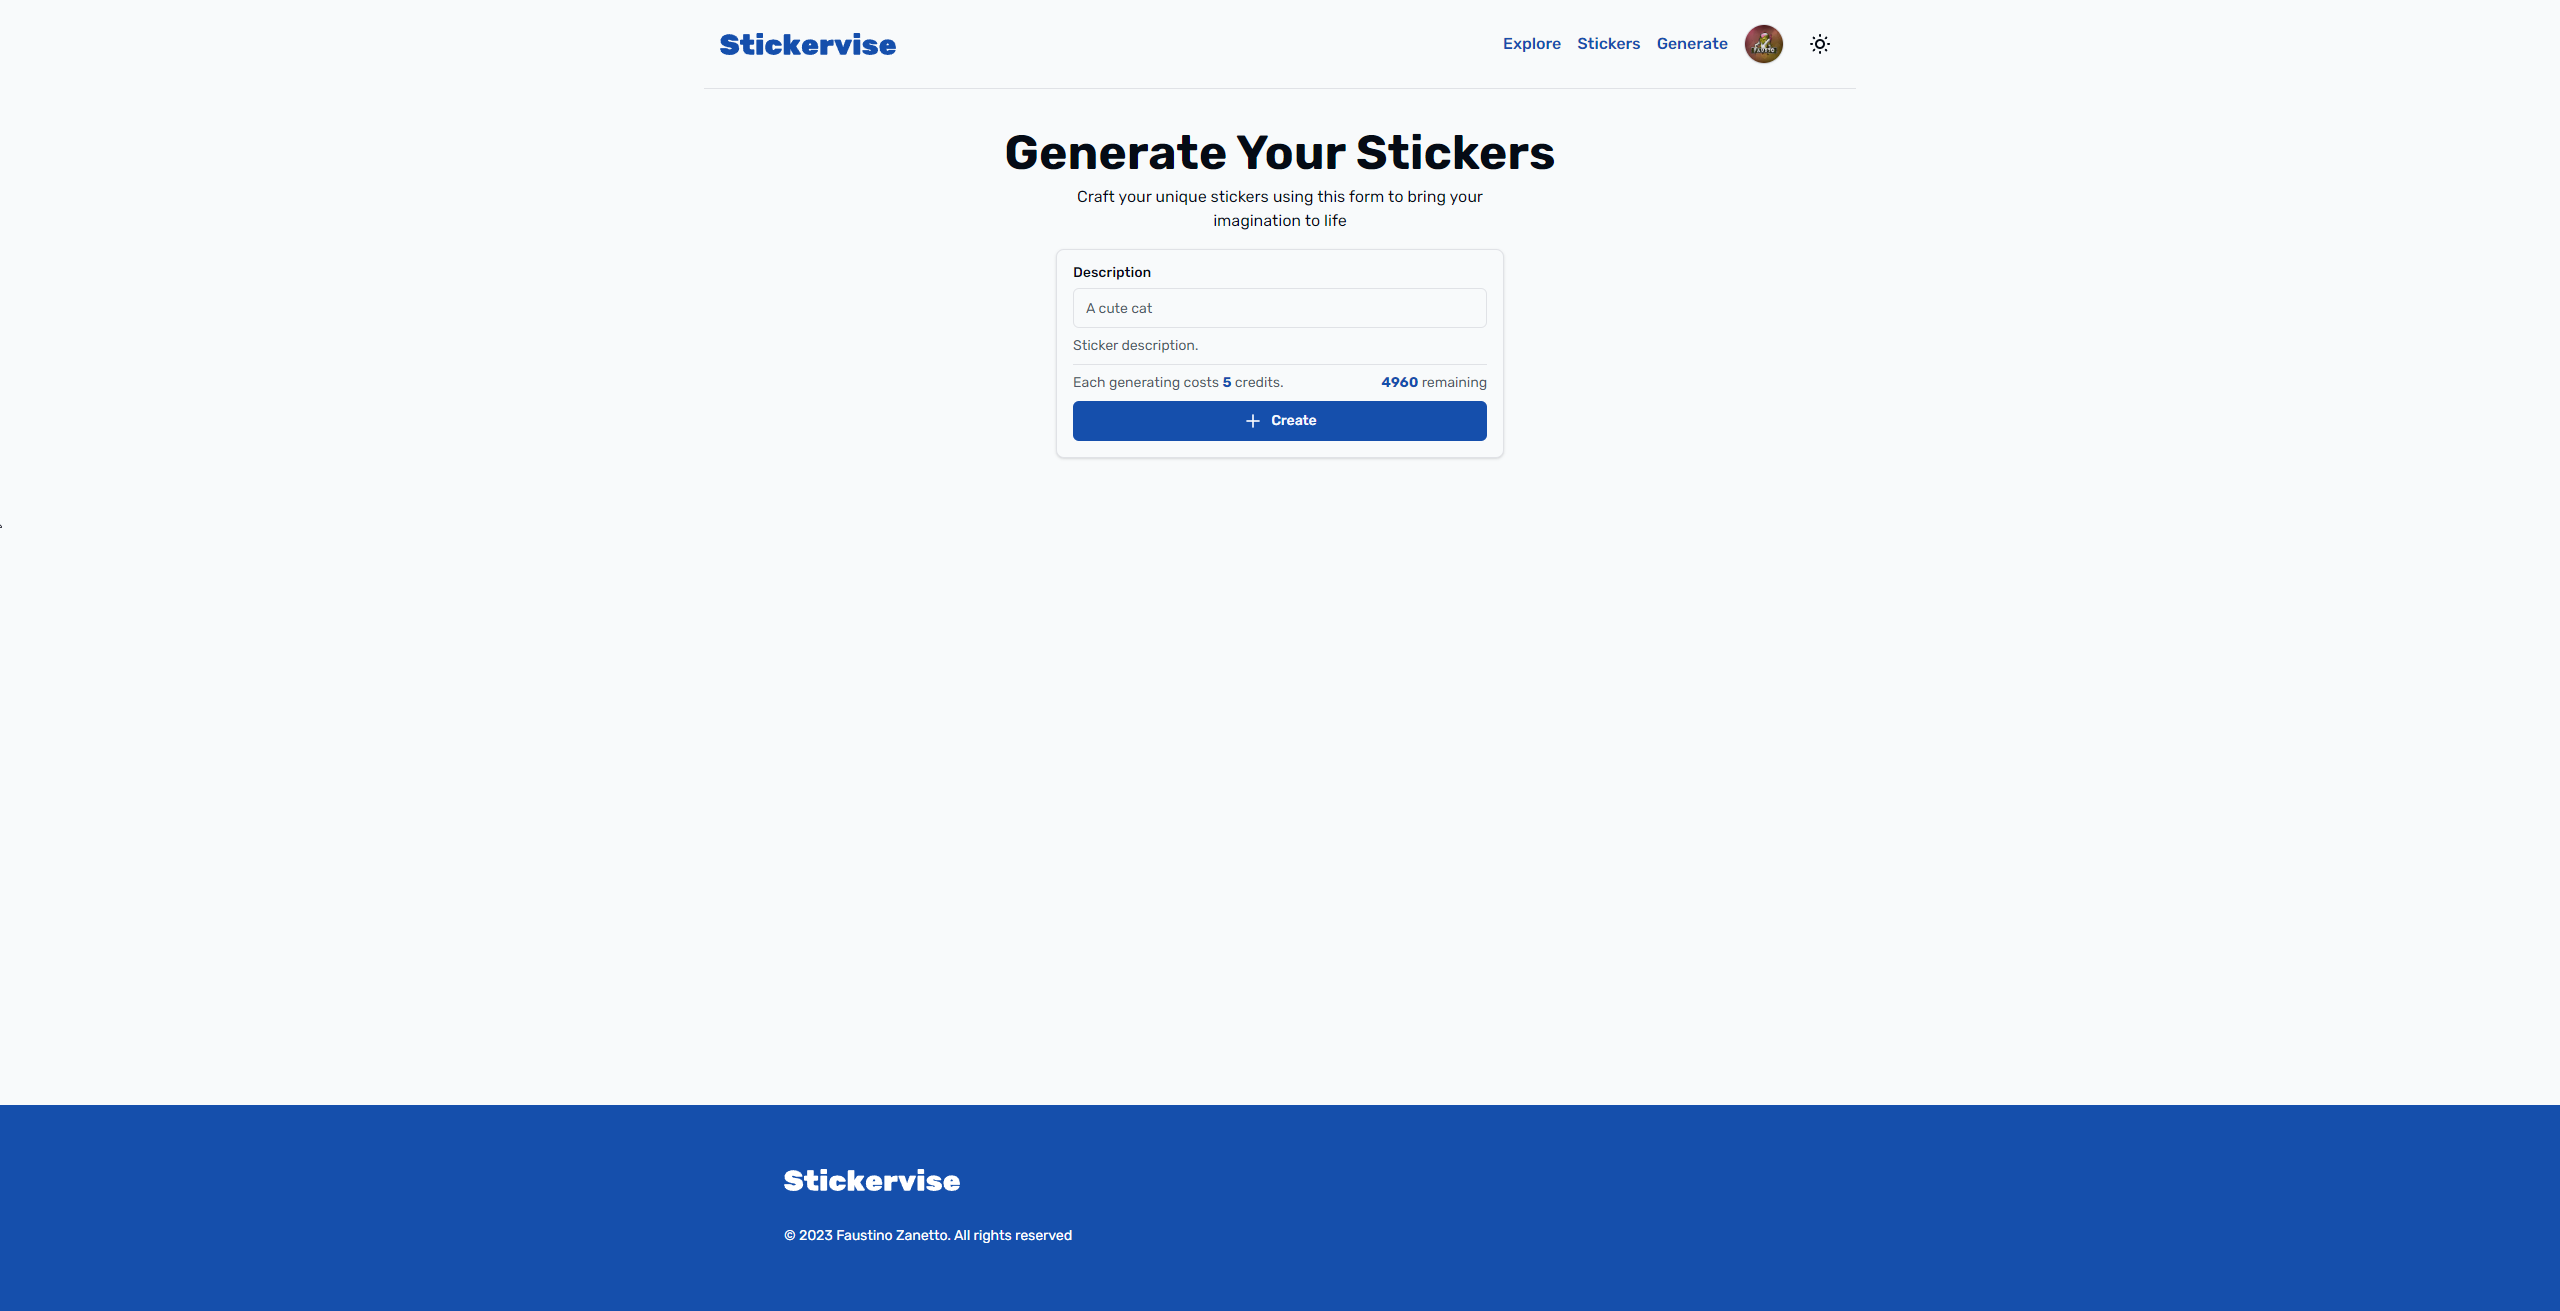 Stickervise
Explore Stickers Generate
FAUSTO
Generate Your Stickers
Craft your unique stickers using this form to bring your
imagination to life
Description
A cute cat
Sticker description.
Each generating costs 5 credits. 4960 remaining
Create
Stickervise
© 2023 Faustino Zanetto. All rights reserved